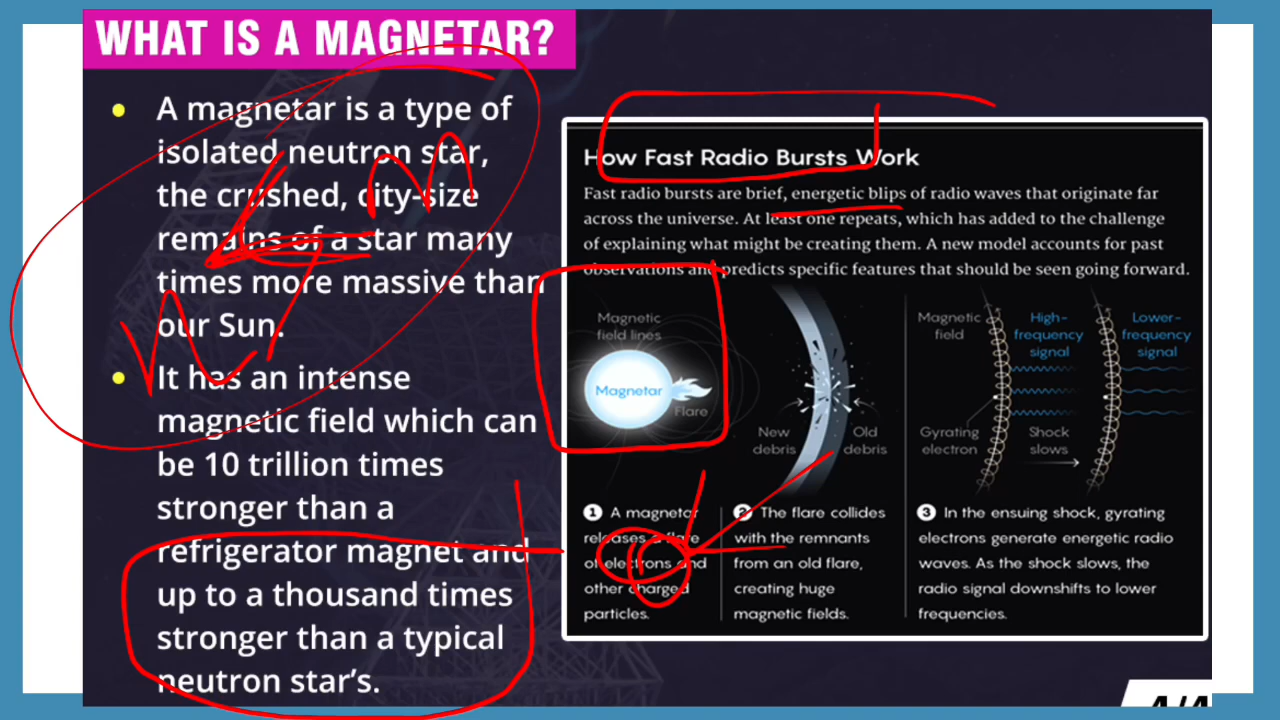 WHAT IS A MAGNETAR?
• A magnetar is a type of
isolated neutron star,
the crushed, city-size
remains of a star many
times more massive than
our Sun.
• It has an intense
magnetic field which can
be 10 trillion times
stronger than a
refrigerator magnet and
up to a thousand times
stronger than a typical
neutron star's.
How Fast Radio Bursts Work
Fast radio bursts are brief, energetic blips of radio waves that originate far
across the universe. At least one repeats, which has added to the challenge
of explaining what might be creating them. A new model accounts for past
observations and predicts specific features that should be seen going forward.
Magnetic
field lines
Magnetar
Flare
New
debris
Old
debris
Magnetic
field
High-
frequency
signal
Lower-
frequency
signal
Gyrating
electron
Shock
slows
1 A magnetar
releases a flare
of electrons and
other charged
particles.
2 The flare collides
with the remnants
from an old flare,
creating huge
magnetic fields.
3 In the ensuing shock, gyrating
electrons generate energetic radio
waves. As the shock slows, the
radio signal downshifts to lower
frequencies.